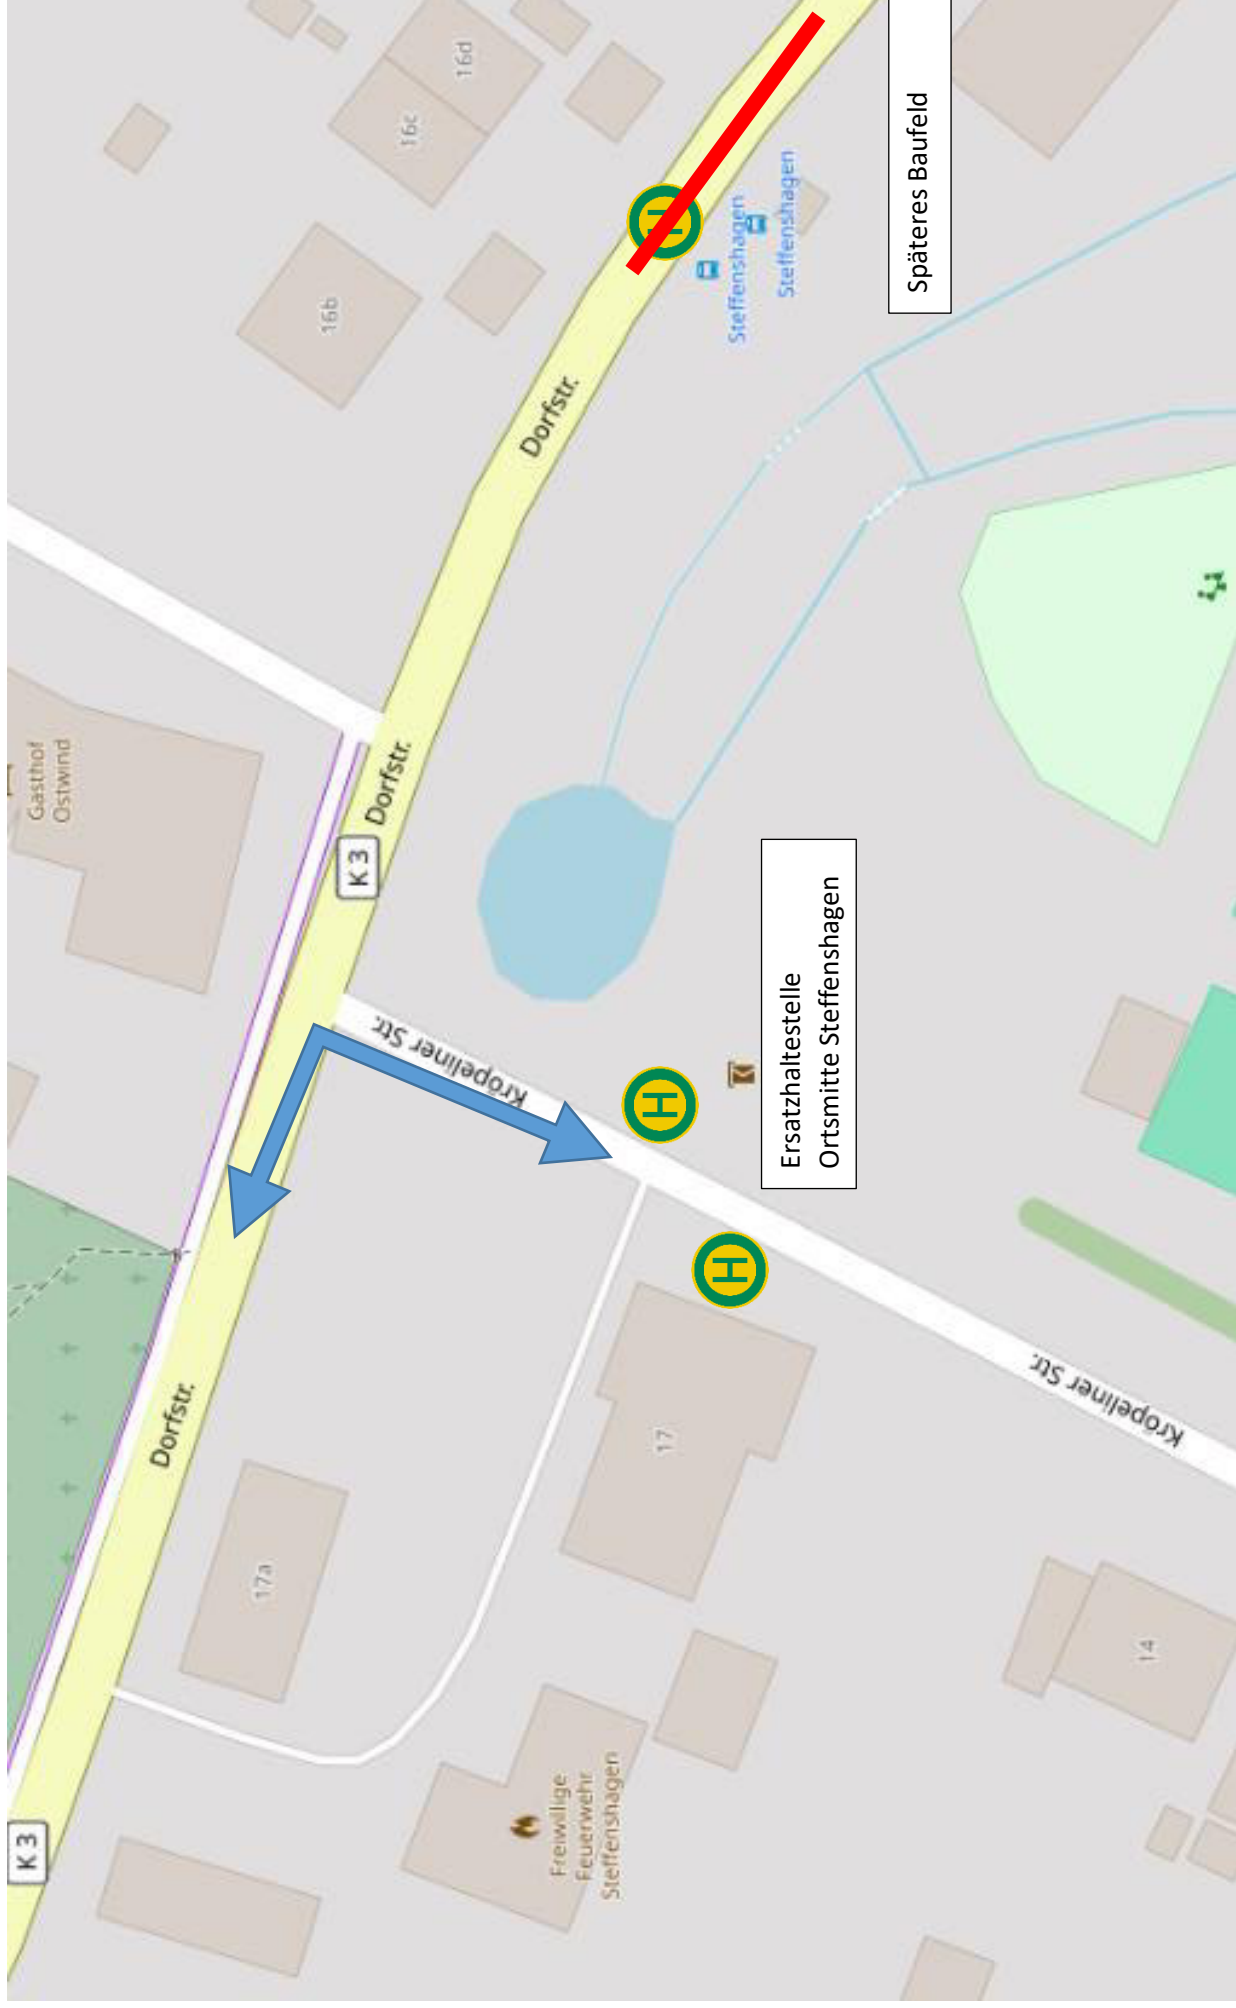 K 3
Gasthof
Ostwind
Dorfstr.
17a
16b
K 3
Dorfstr.
16c
16d
Kröpeliner Str.
Dorfstr.
Freiwillige
Feuerwehr
Steffenshagen
17
H
H
H
Steffenshagen
Steffenshagen
Ersatzhaltestelle
Ortsmitte Steffenshagen
Späteres Baufeld
Kröpeliner Str.
14